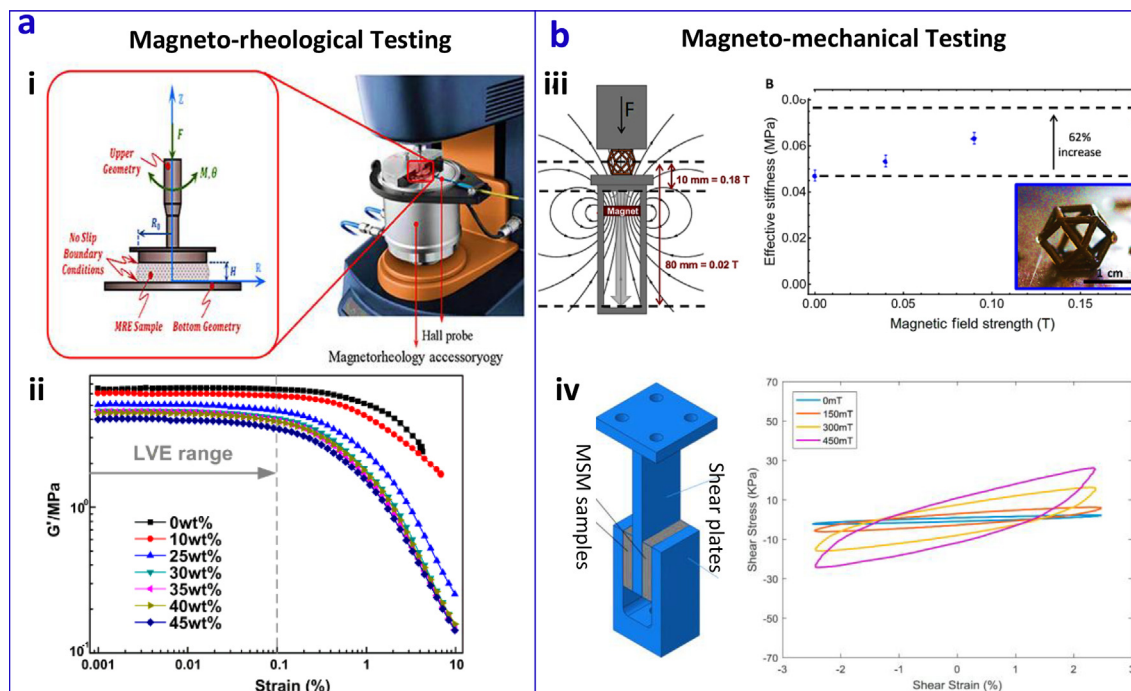 a
Magneto-rheological Testing
i
Z
F
Upper
Geometry
M, θ
R₀
No Slip
Boundary
Conditions
H
R
MRE Sample
Bottom Geometry
Hall probe
Magnetorheology accessoryogy
ii
G'/MPa
10⁰
10⁻¹
LVE range
0wt%
10wt%
25wt%
30wt%
35wt%
40wt%
45wt%
0.001
0.01
0.1
1
10
Strain (%)
b
Magneto-mechanical Testing
iii
F
10 mm = 0.18 T
Magnet
80 mm = 0.02 T
B
Effective stiffness (MPa)
0.08
0.06
0.04
0.02
0.00
62%
increase
1 cm
0.00
0.05
0.10
0.15
Magnetic field strength (T)
iv
MSM samples
Shear plates
Shear Stress (KPa)
70
50
30
10
-10
-30
-50
-70
0mT
150mT
300mT
450mT
-3
-2
-1
0
1
2
3
Shear Strain (%)